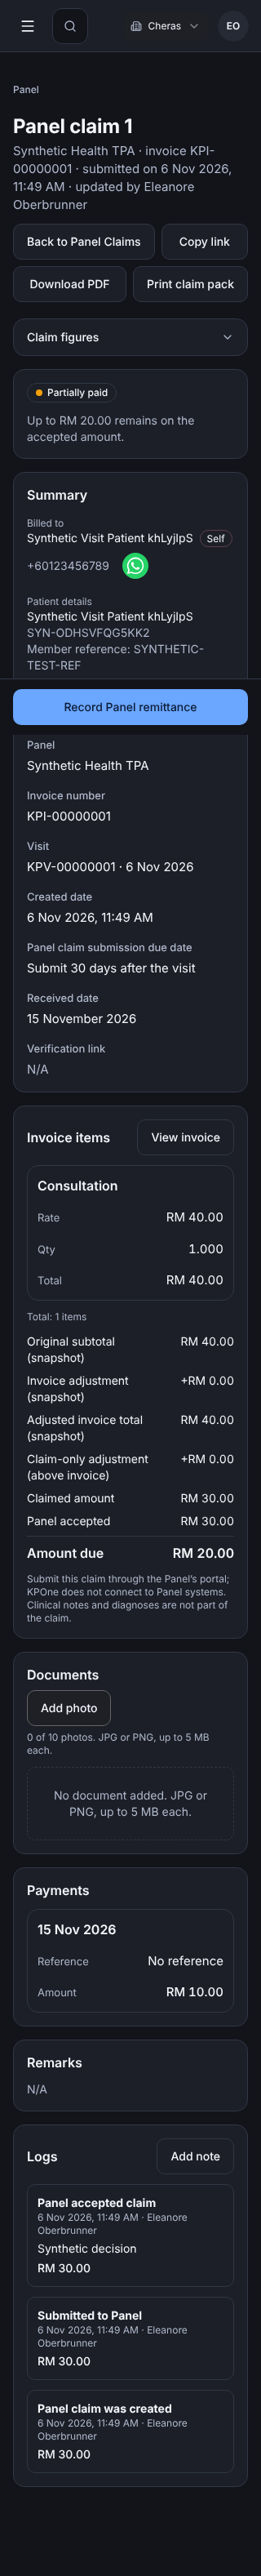 Cheras
EO
Panel
Panel claim 1
Synthetic Health TPA · invoice KPI-
00000001 · submitted on 6 Nov 2026,
11:49 AM · updated by Eleanore
Oberbrunner
Back to Panel Claims
Copy link
Download PDF
Print claim pack
Claim figures
Partially paid
Up to RM 20.00 remains on the
accepted amount.
Summary
Billed to
Synthetic Visit Patient khLyjlpS Self
+60123456789
Patient details
Synthetic Visit Patient khLyjlpS
SYN-ODHSVFQG5KK2
Member reference: SYNTHETIC-
TEST-REF
Record Panel remittance
Panel
Synthetic Health TPA
Invoice number
KPI-00000001
Visit
KPV-00000001 · 6 Nov 2026
Created date
6 Nov 2026, 11:49 AM
Panel claim submission due date
Submit 30 days after the visit
Received date
15 November 2026
Verification link
N/A
Invoice items
View invoice
Consultation
Rate RM 40.00
Qty 1.000
Total RM 40.00
Total: 1 items
Original subtotal RM 40.00
(snapshot)
Invoice adjustment +RM 0.00
(snapshot)
Adjusted invoice total RM 40.00
(snapshot)
Claim-only adjustment +RM 0.00
(above invoice)
Claimed amount RM 30.00
Panel accepted RM 30.00
Amount due RM 20.00
Submit this claim through the Panel's portal;
KPOne does not connect to Panel systems.
Clinical notes and diagnoses are not part of
the claim.
Documents
Add photo
0 of 10 photos. JPG or PNG, up to 5 MB
each.
No document added. JPG or
PNG, up to 5 MB each.
Payments
15 Nov 2026
Reference No reference
Amount RM 10.00
Remarks
N/A
Logs
Add note
Panel accepted claim
6 Nov 2026, 11:49 AM · Eleanore
Oberbrunner
Synthetic decision
RM 30.00
Submitted to Panel
6 Nov 2026, 11:49 AM · Eleanore
Oberbrunner
RM 30.00
Panel claim was created
6 Nov 2026, 11:49 AM · Eleanore
Oberbrunner
RM 30.00